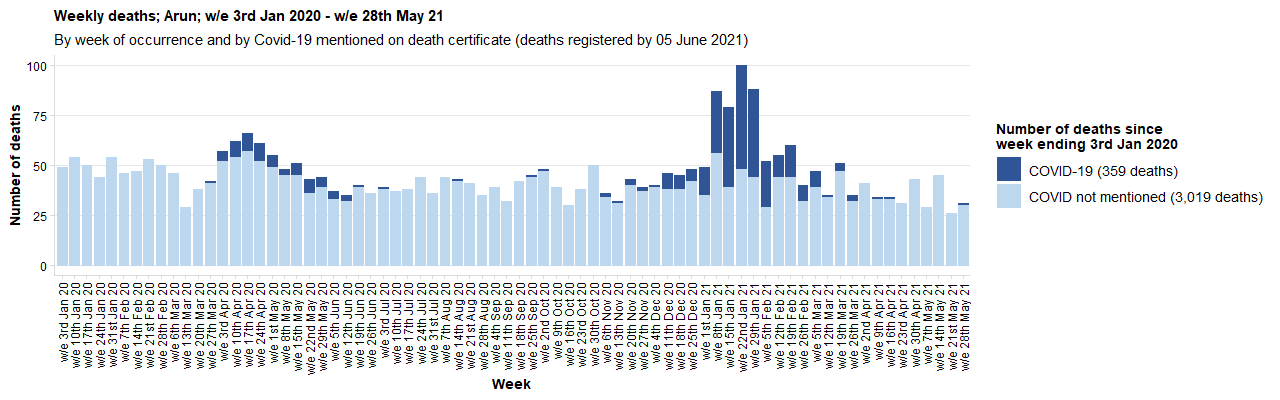 Weekly deaths; Arun; w/e 3rd Jan 2020 - w/e 28th May 21
By week of occurrence and by Covid-19 mentioned on death certificate (deaths registered by 05 June 2021)
Number of deaths
100
75
50
25
0
w/e 3rd Jan 20
w/e 10th Jan 20
w/e 17th Jan 20
w/e 24th Jan 20
w/e 31st Jan 20
w/e 7th Feb 20
w/e 14th Feb 20
w/e 21st Feb 20
w/e 28th Feb 20
w/e 6th Mar 20
w/e 13th Mar 20
w/e 20th Mar 20
w/e 27th Mar 20
w/e 3rd Apr 20
w/e 10th Apr 20
w/e 17th Apr 20
w/e 24th Apr 20
w/e 1st May 20
w/e 8th May 20
w/e 15th May 20
w/e 22nd May 20
w/e 29th May 20
w/e 5th Jun 20
w/e 12th Jun 20
w/e 19th Jun 20
w/e 26th Jun 20
w/e 3rd Jul 20
w/e 10th Jul 20
w/e 17th Jul 20
w/e 24th Jul 20
w/e 31st Jul 20
w/e 7th Aug 20
w/e 14th Aug 20
w/e 21st Aug 20
w/e 28th Aug 20
w/e 4th Sep 20
w/e 11th Sep 20
w/e 18th Sep 20
w/e 25th Sep 20
w/e 2nd Oct 20
w/e 9th Oct 20
w/e 16th Oct 20
w/e 23rd Oct 20
w/e 30th Oct 20
w/e 6th Nov 20
w/e 13th Nov 20
w/e 20th Nov 20
w/e 27th Nov 20
w/e 4th Dec 20
w/e 11th Dec 20
w/e 18th Dec 20
w/e 25th Dec 20
w/e 1st Jan 21
w/e 8th Jan 21
w/e 15th Jan 21
w/e 22nd Jan 21
w/e 29th Jan 21
w/e 5th Feb 21
w/e 12th Feb 21
w/e 19th Feb 21
w/e 26th Feb 21
w/e 5th Mar 21
w/e 12th Mar 21
w/e 19th Mar 21
w/e 26th Mar 21
w/e 2nd Apr 21
w/e 9th Apr 21
w/e 16th Apr 21
w/e 23rd Apr 21
w/e 30th Apr 21
w/e 7th May 21
w/e 14th May 21
w/e 21st May 21
w/e 28th May 21
Week
Number of deaths since
week ending 3rd Jan 2020
COVID-19 (359 deaths)
COVID not mentioned (3,019 deaths)